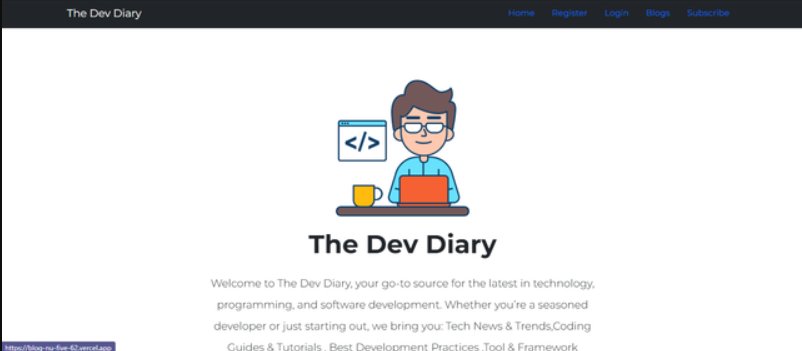 The Dev Diary
Home Register Login Blogs Subscribe
</>
The Dev Diary
Welcome to The Dev Diary, your go-to source for the latest in technology,
programming, and software development. Whether you're a seasoned
developer or just starting out, we bring you: Tech News & Trends,Coding
Guides & Tutorials , Best Development Practices ,Tool & Framework
https://blog-nu-five-62.vercel.app